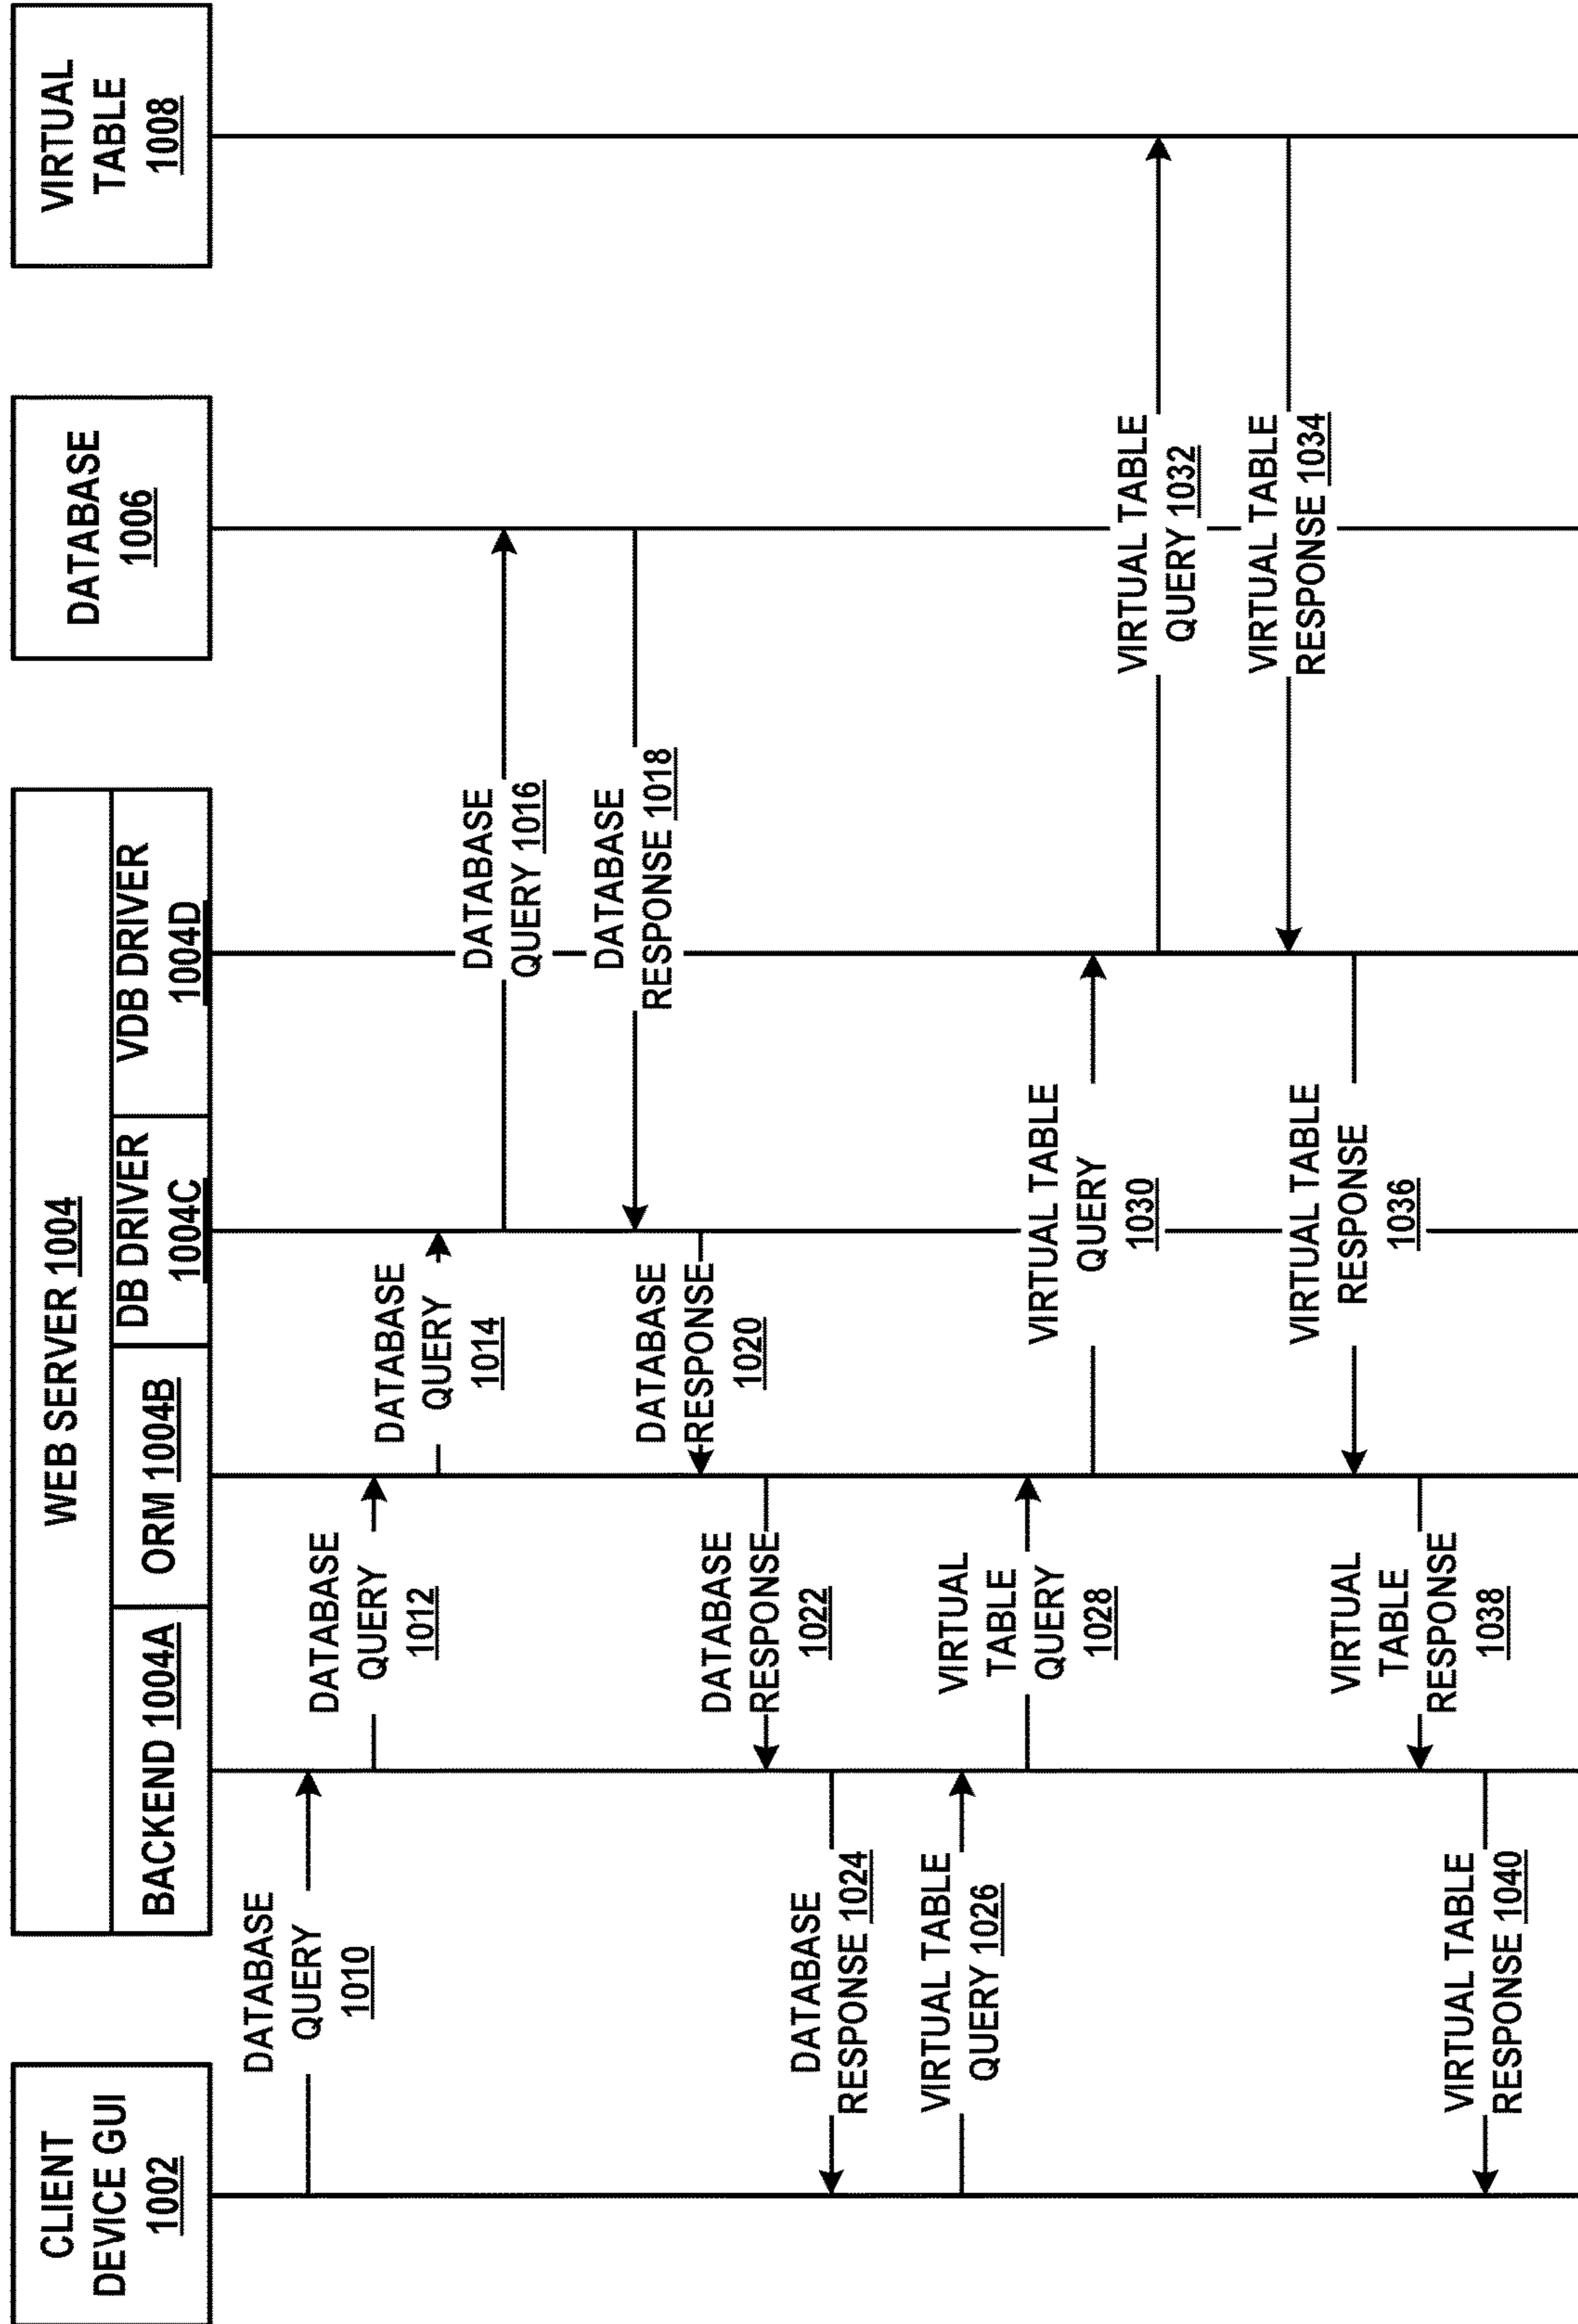 CLIENT
DEVICE GUI
1002
WEB SERVER 1004
BACKEND 1004A
ORM 1004B
DB DRIVER
1004C
VDB DRIVER
1004D
DATABASE
1006
VIRTUAL
TABLE
1008
DATABASE
QUERY
1010
DATABASE
QUERY
1012
DATABASE
QUERY
1014
DATABASE
QUERY 1016
DATABASE
RESPONSE 1018
DATABASE
RESPONSE
1020
DATABASE
RESPONSE
1022
DATABASE
RESPONSE 1024
VIRTUAL TABLE
QUERY 1026
VIRTUAL
TABLE
QUERY
1028
VIRTUAL TABLE
QUERY
1030
VIRTUAL TABLE
QUERY 1032
VIRTUAL TABLE
RESPONSE 1034
VIRTUAL TABLE
RESPONSE
1036
VIRTUAL
TABLE
RESPONSE
1038
VIRTUAL TABLE
RESPONSE 1040